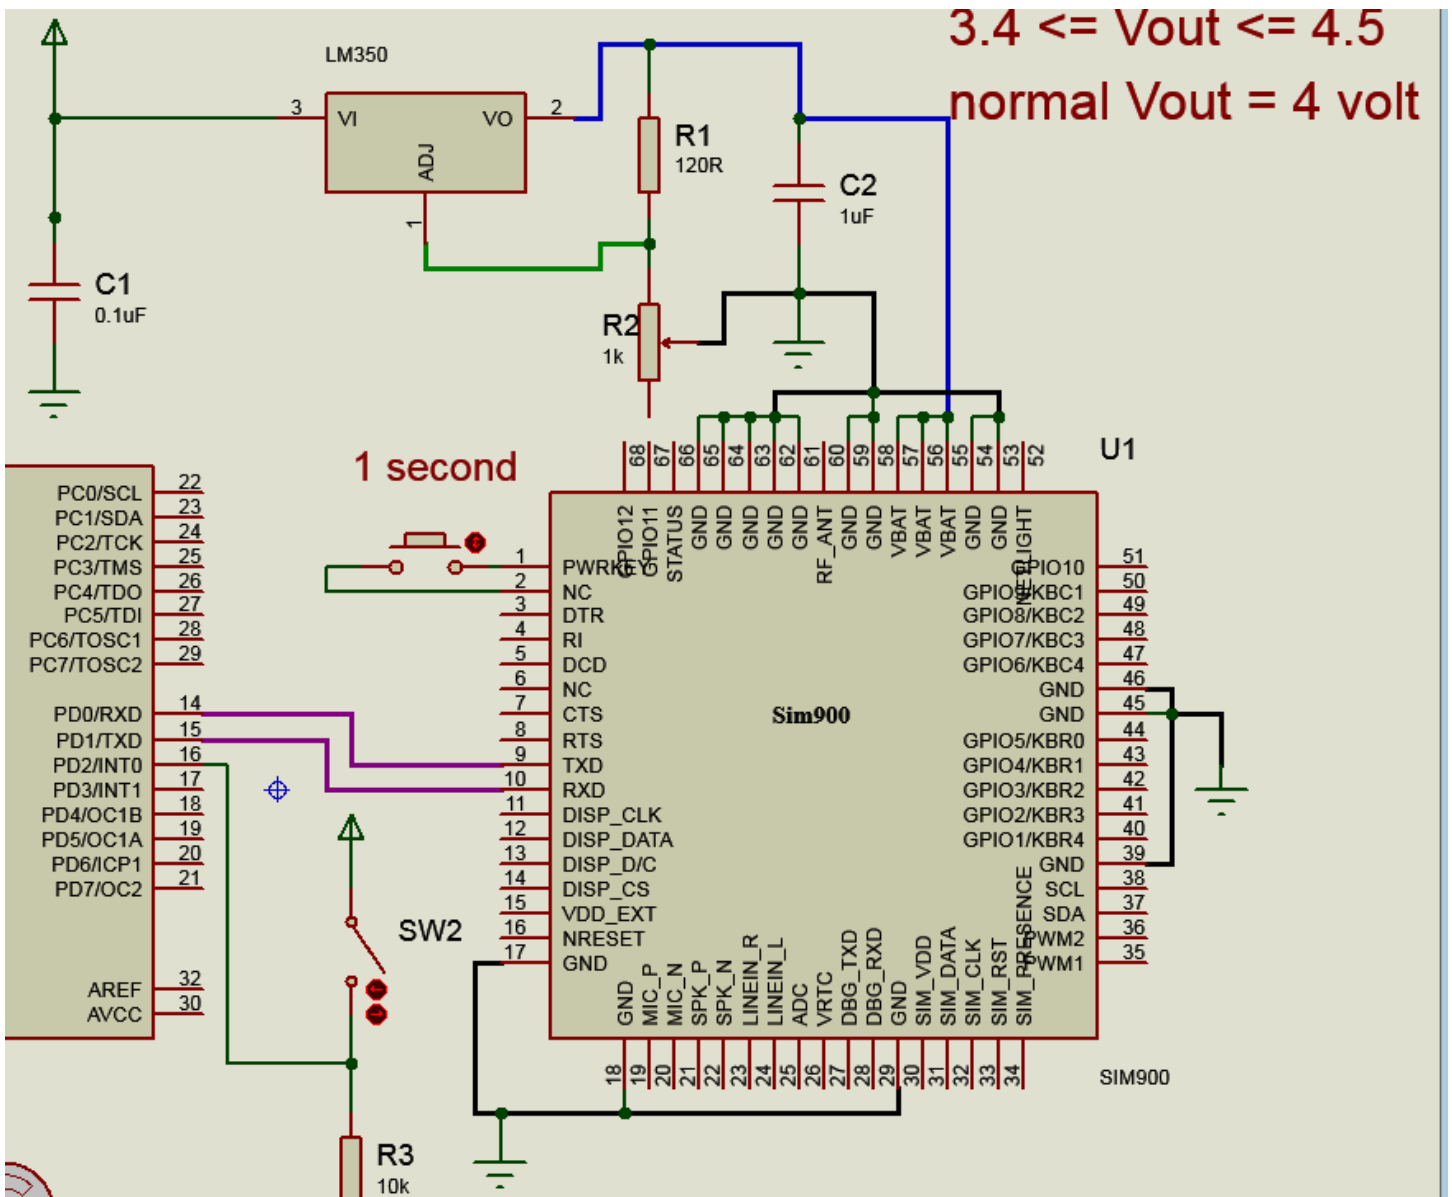 3.4 <= Vout <= 4.5
normal Vout = 4 volt
LM350
3
VI
VO
2
ADJ
1
R1
120R
C2
1uF
C1
0.1uF
R2
1k
1 second
U1
68
67
66
65
64
63
62
61
60
59
58
57
56
55
54
53
52
GPIO12
GPIO11
STATUS
GND
GND
GND
GND
GND
RF_ANT
GND
GND
VBAT
VBAT
VBAT
GND
GND
NETLIGHT
PC0/SCL 22
PC1/SDA 23
PC2/TCK 24
PC3/TMS 25
PC4/TDO 26
PC5/TDI 27
PC6/TOSC1 28
PC7/TOSC2 29
PD0/RXD 14
PD1/TXD 15
PD2/INT0 16
PD3/INT1 17
PD4/OC1B 18
PD5/OC1A 19
PD6/ICP1 20
PD7/OC2 21
AREF 32
AVCC 30
1 PWRKEY
2 NC
3 DTR
4 RI
5 DCD
6 NC
7 CTS
8 RTS
9 TXD
10 RXD
11 DISP_CLK
12 DISP_DATA
13 DISP_D/C
14 DISP_CS
15 VDD_EXT
16 NRESET
17 GND
Sim900
GPIO10 51
GPIO9/KBC1 50
GPIO8/KBC2 49
GPIO7/KBC3 48
GPIO6/KBC4 47
GND 46
GND 45
GPIO5/KBR0 44
GPIO4/KBR1 43
GPIO3/KBR2 42
GPIO2/KBR3 41
GPIO1/KBR4 40
GND 39
SCL 38
SDA 37
PWM2 36
PWM1 35
GND
MIC_P
MIC_N
SPK_P
SPK_N
LINEIN_R
LINEIN_L
ADC
VRTC
DBG_TXD
DBG_RXD
GND
SIM_VDD
SIM_DATA
SIM_CLK
SIM_RST
SIM_PRESENCE
18
19
20
21
22
23
24
25
26
27
28
29
30
31
32
33
34
SIM900
SW2
R3
10k